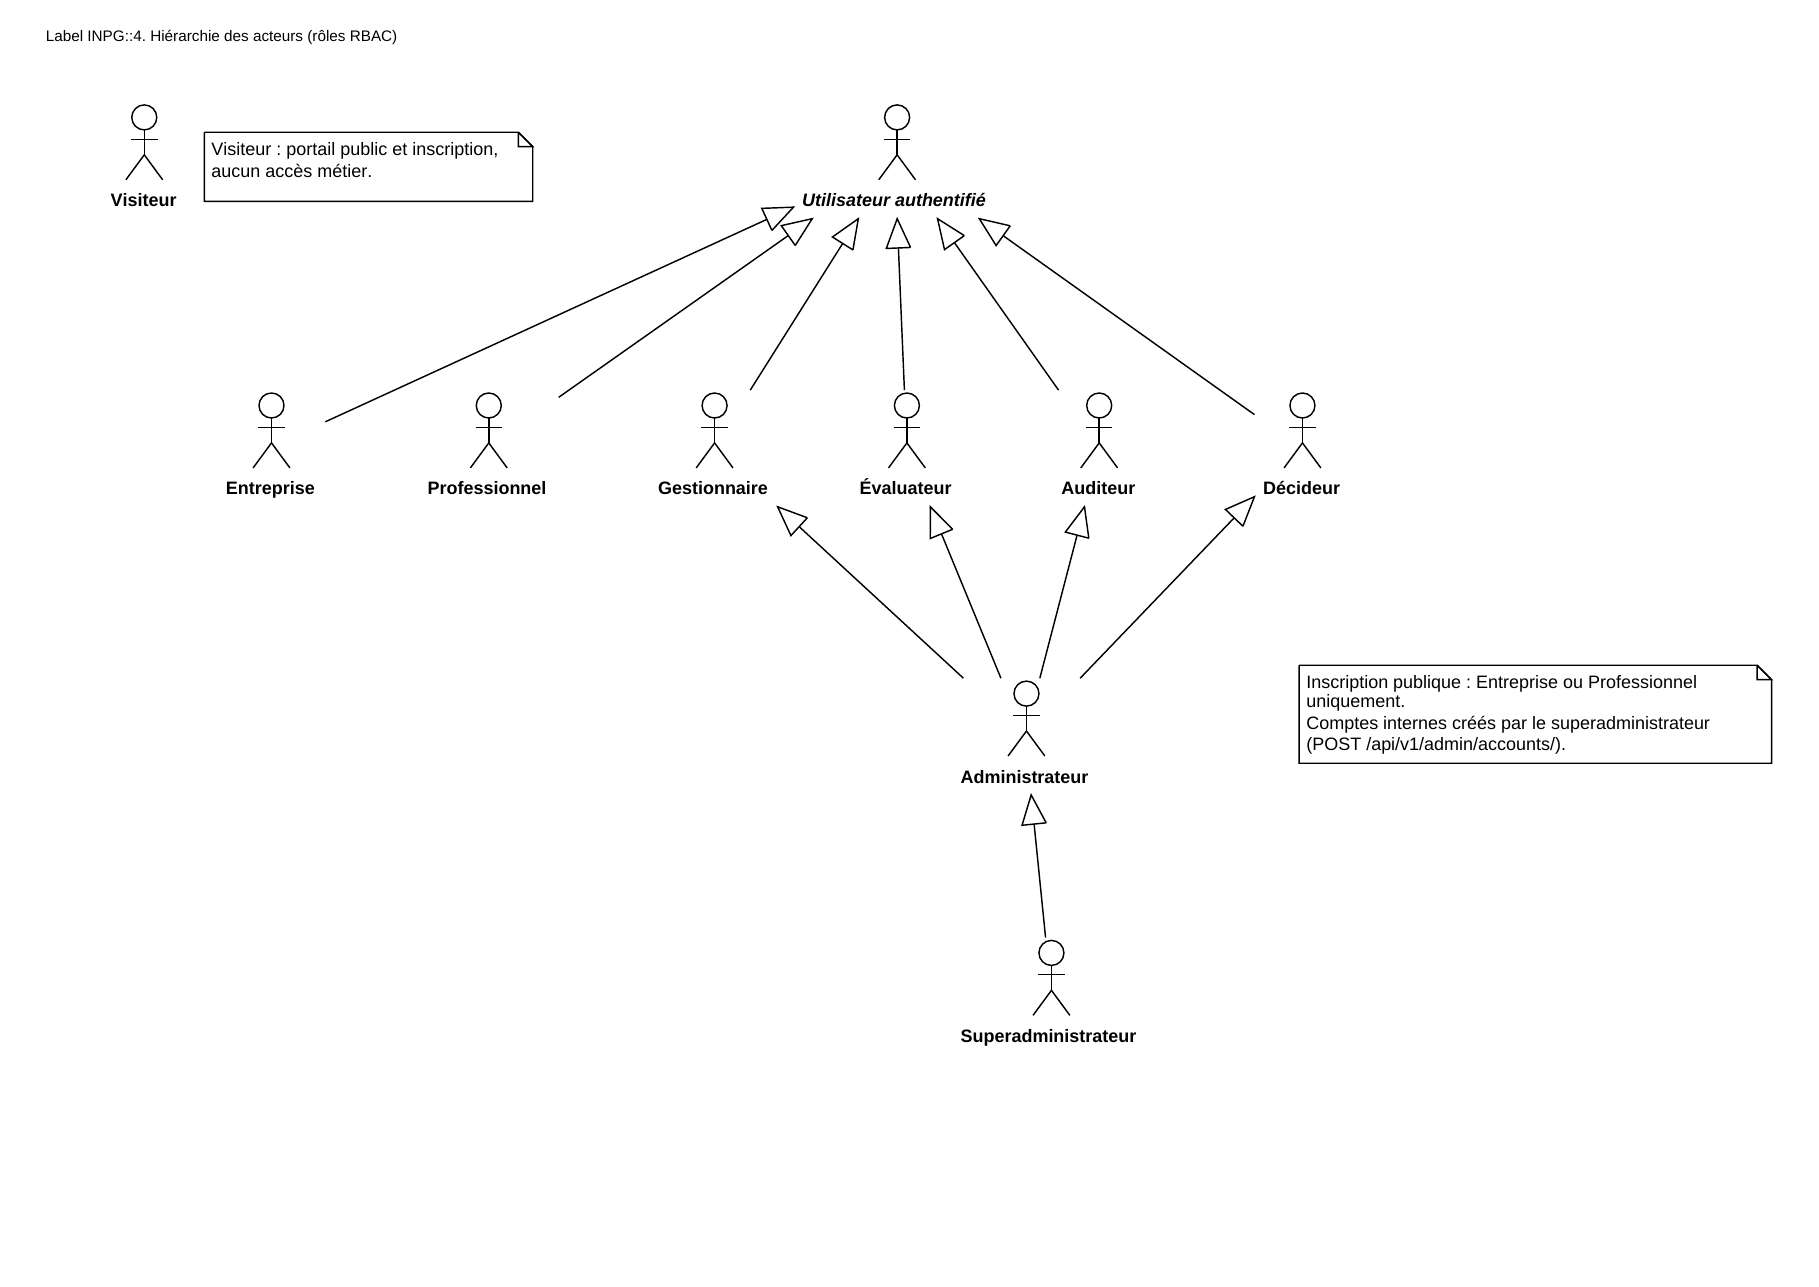 Label INPG::4. Hiérarchie des acteurs (rôles RBAC)
Visiteur : portail public et inscription,
aucun accès métier.
Visiteur
Utilisateur authentifié
Entreprise
Professionnel
Gestionnaire
Évaluateur
Auditeur
Décideur
Inscription publique : Entreprise ou Professionnel
uniquement.
Comptes internes créés par le superadministrateur
(POST /api/v1/admin/accounts/).
Administrateur
Superadministrateur